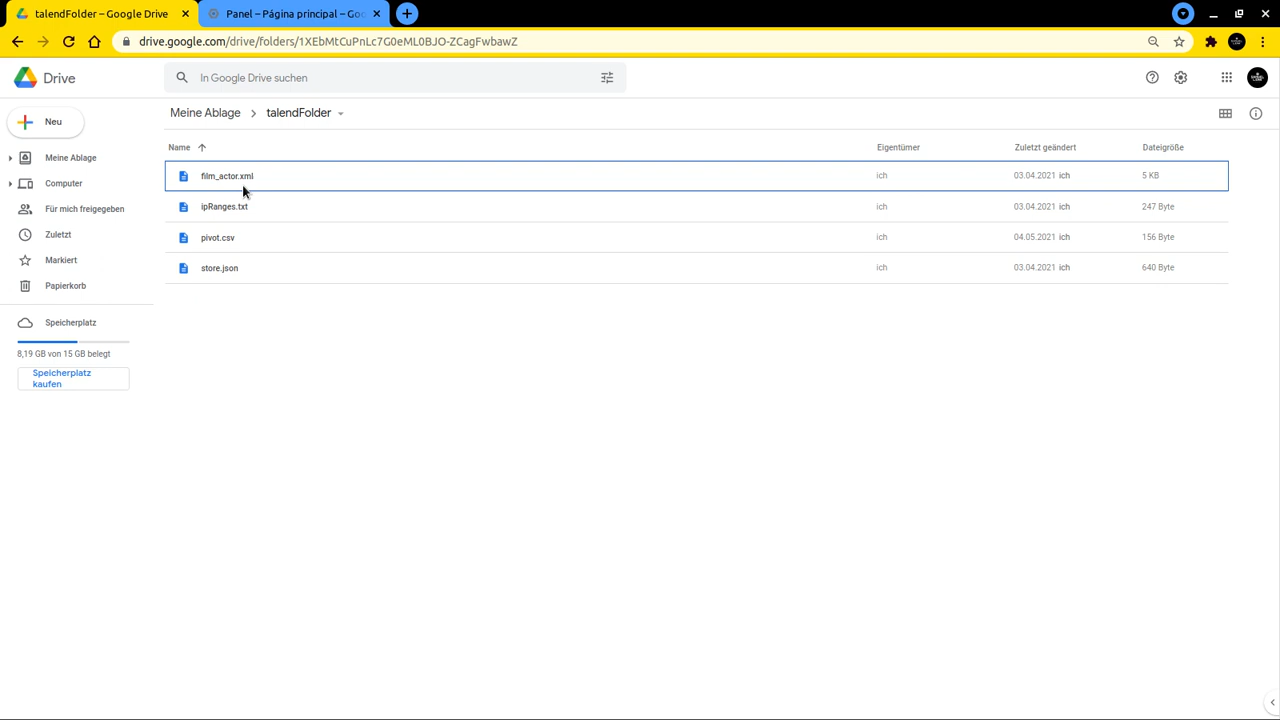 talendFolder – Google Drive
Panel – Página principal – Goo
drive.google.com/drive/folders/1XEbMtCuPnLc7G0eML0BJO-ZCagFwbawZ
Drive
In Google Drive suchen
Neu
Meine Ablage
talendFolder
Name
Eigentümer
Zuletzt geändert
Dateigröße
film_actor.xml
ich
03.04.2021 ich
5 KB
ipRanges.txt
ich
03.04.2021 ich
247 Byte
pivot.csv
ich
04.05.2021 ich
156 Byte
store.json
ich
03.04.2021 ich
640 Byte
Meine Ablage
Computer
Für mich freigegeben
Zuletzt
Markiert
Papierkorb
Speicherplatz
8,19 GB von 15 GB belegt
Speicherplatz
kaufen